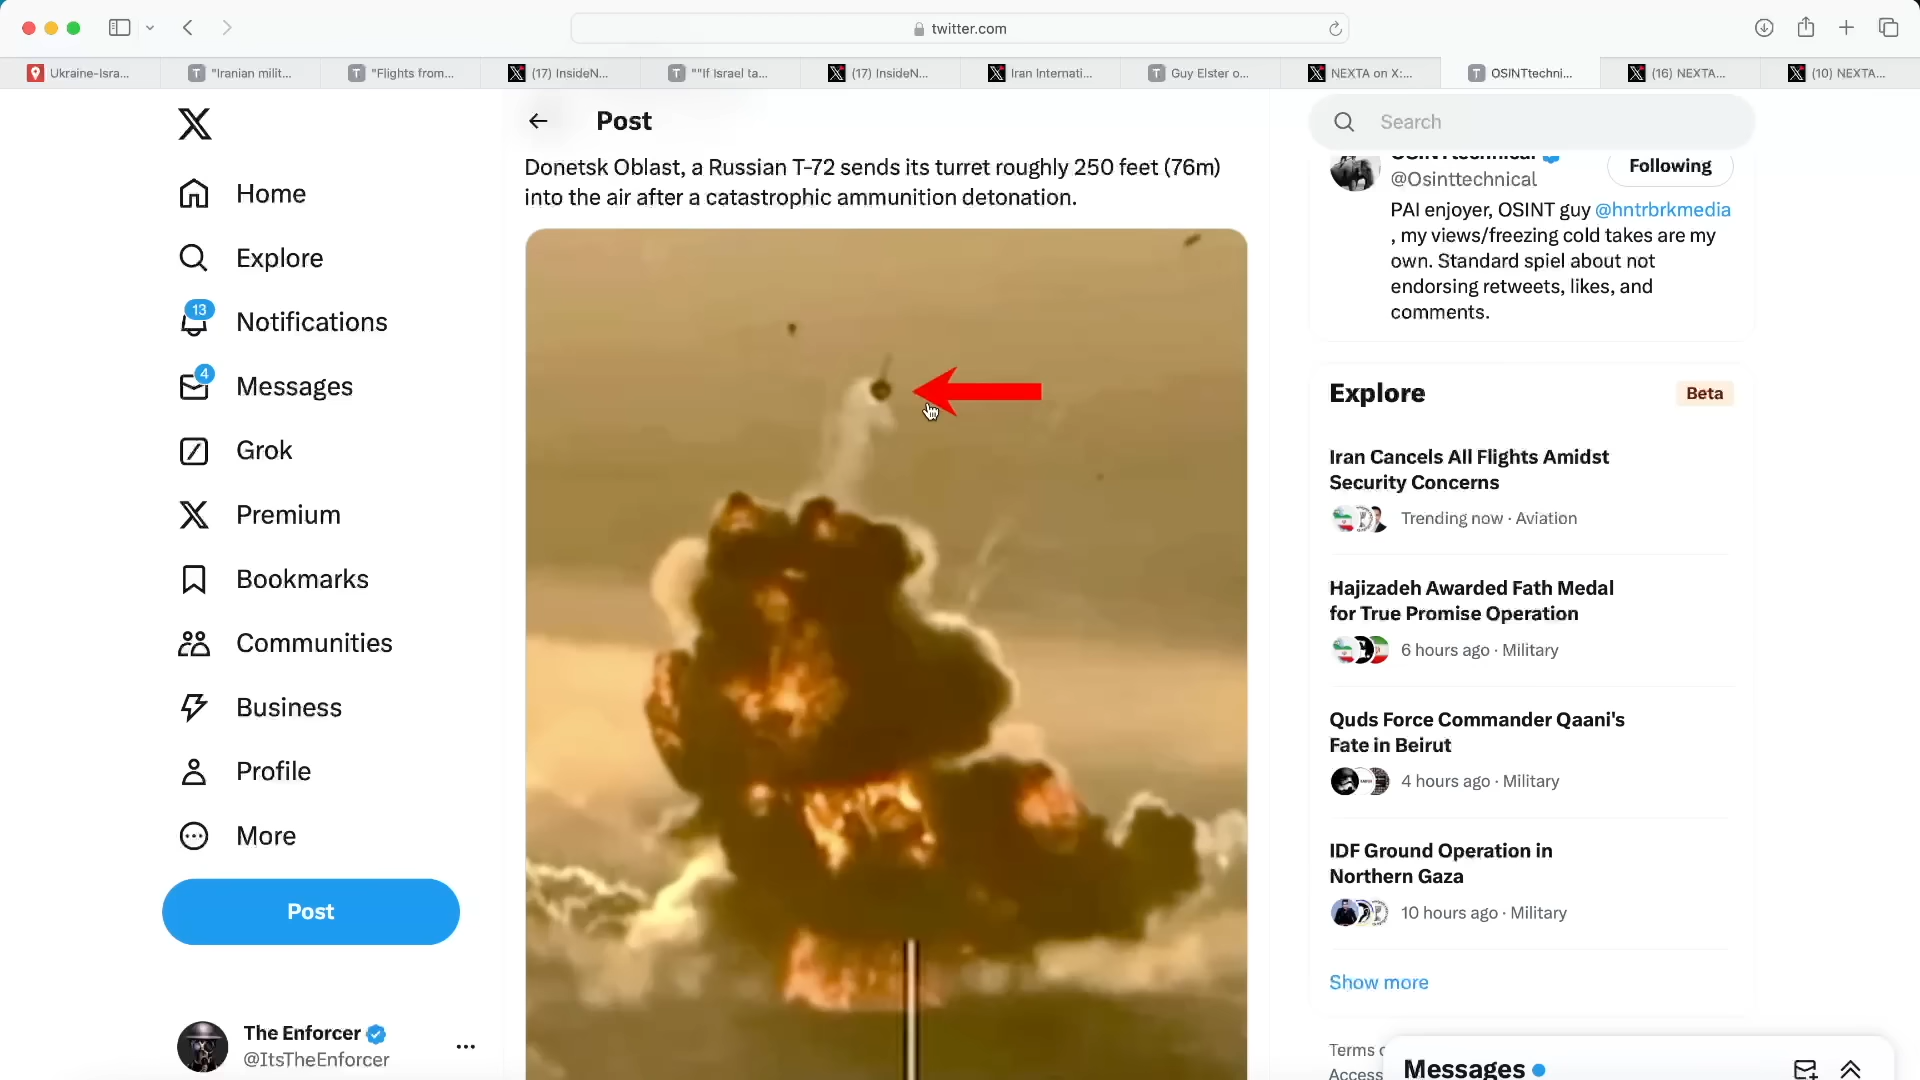 twitter.com
Ukraine-Isra...
"Iranian milit...
"Flights from...
(17) InsideN...
""If Israel ta...
(17) InsideN...
Iran Internati...
Guy Elster o...
NEXTA on X:...
OSINTtechni...
(16) NEXTA...
(10) NEXTA...
Home
Explore
13
Notifications
4
Messages
Grok
Premium
Bookmarks
Communities
Business
Profile
More
Post
The Enforcer
@ItsTheEnforcer
Post
Donetsk Oblast, a Russian T-72 sends its turret roughly 250 feet (76m)
into the air after a catastrophic ammunition detonation.
Search
@Osinttechnical
Following
PAI enjoyer, OSINT guy @hntrbrkmedia
, my views/freezing cold takes are my
own. Standard spiel about not
endorsing retweets, likes, and
comments.
Explore
Beta
Iran Cancels All Flights Amidst
Security Concerns
Trending now · Aviation
Hajizadeh Awarded Fath Medal
for True Promise Operation
6 hours ago · Military
Quds Force Commander Qaani's
Fate in Beirut
4 hours ago · Military
IDF Ground Operation in
Northern Gaza
10 hours ago · Military
Show more
Terms
Messages